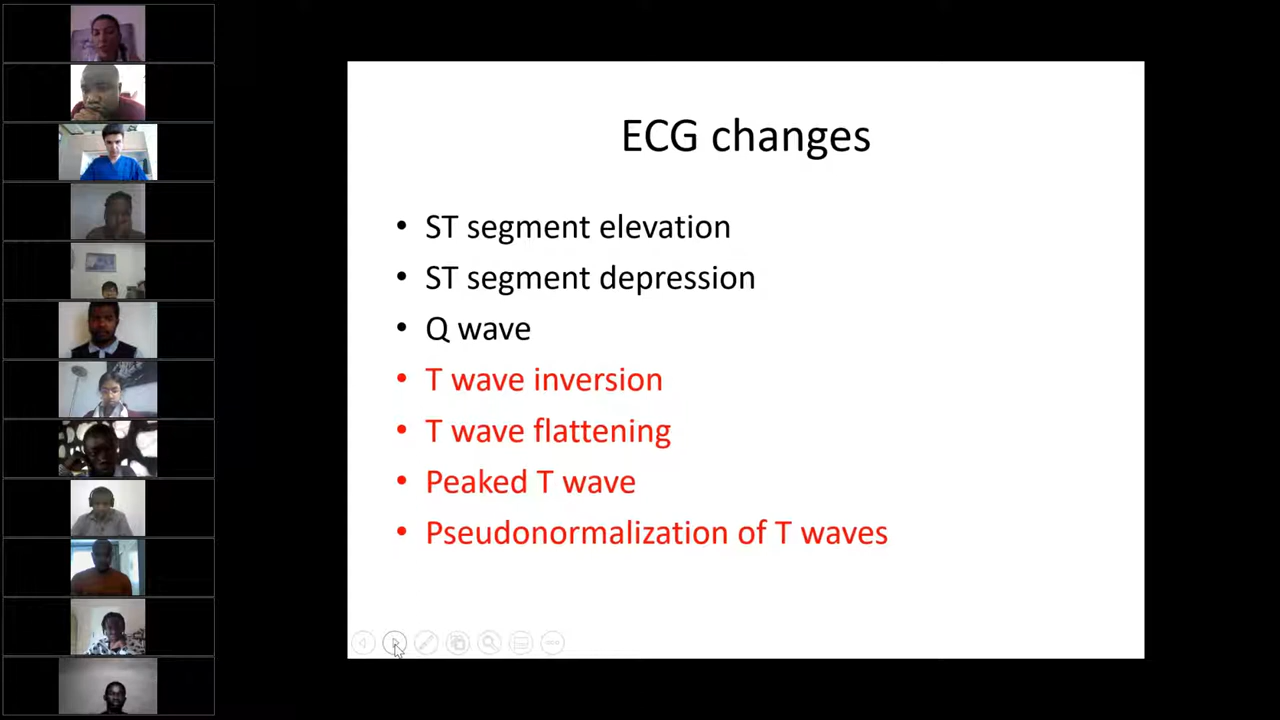 ECG changes
• ST segment elevation
• ST segment depression
• Q wave
• T wave inversion
• T wave flattening
• Peaked T wave
• Pseudonormalization of T waves